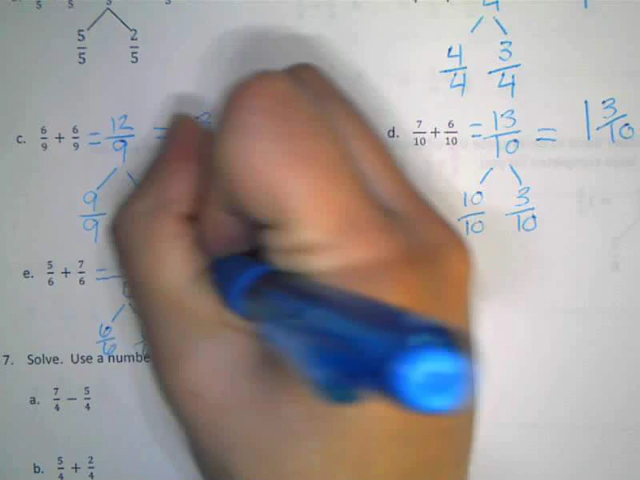 5/5 2/5
4/4 3/4
c. 6/9 + 6/9 = 12/9 =
9/9
d. 7/10 + 6/10 = 13/10 = 1 3/10
10/10 3/10
e. 5/6 + 7/6 =
6/6
7. Solve. Use a numbe
a. 7/4 − 5/4
b. 5/4 + 2/4